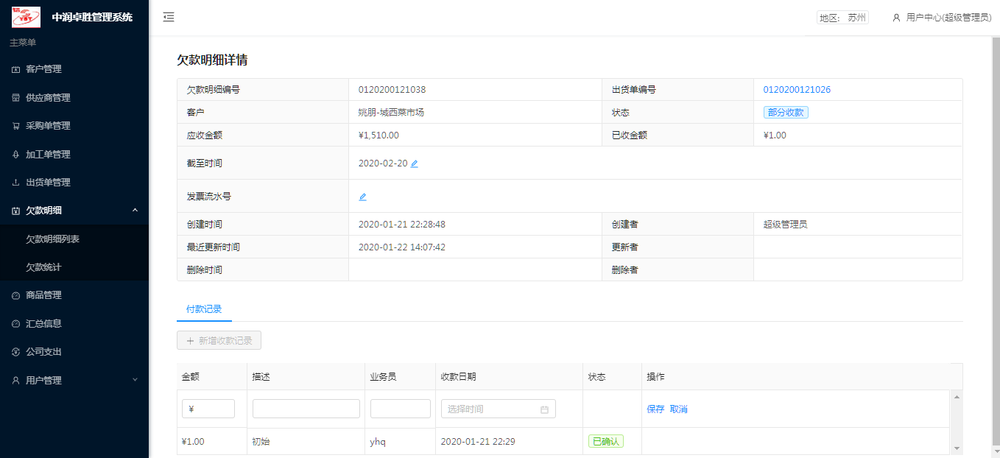 中润卓胜管理系统
地区: 苏州
用户中心(超级管理员)
主菜单
客户管理
供应商管理
采购单管理
加工单管理
出货单管理
欠款明细
欠款明细列表
欠款统计
商品管理
汇总信息
公司支出
用户管理
欠款明细详情
欠款明细编号 0120200121038 出货单编号 0120200121026
客户 姚朋-城西菜市场 状态 部分收款
应收金额 ¥1,510.00 已收金额 ¥1.00
截至时间 2020-02-20
发票流水号
创建时间 2020-01-21 22:28:48 创建者 超级管理员
最近更新时间 2020-01-22 14:07:42 更新者
删除时间 删除者
付款记录
新增收款记录
金额 描述 业务员 收款日期 状态 操作
¥ 选择时间 保存 取消
¥1.00 初始 yhq 2020-01-21 22:29 已确认